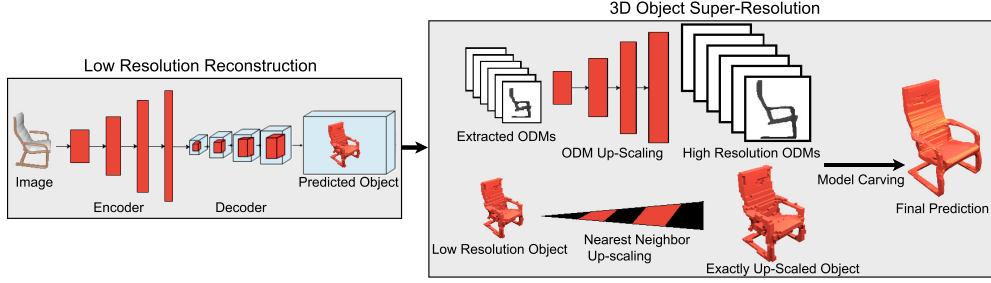 Low Resolution Reconstruction
Image
Encoder
Decoder
Predicted Object
3D Object Super-Resolution
Extracted ODMs
ODM Up-Scaling
High Resolution ODMs
Low Resolution Object
Nearest Neighbor
Up-scaling
Exactly Up-Scaled Object
Model Carving
Final Prediction